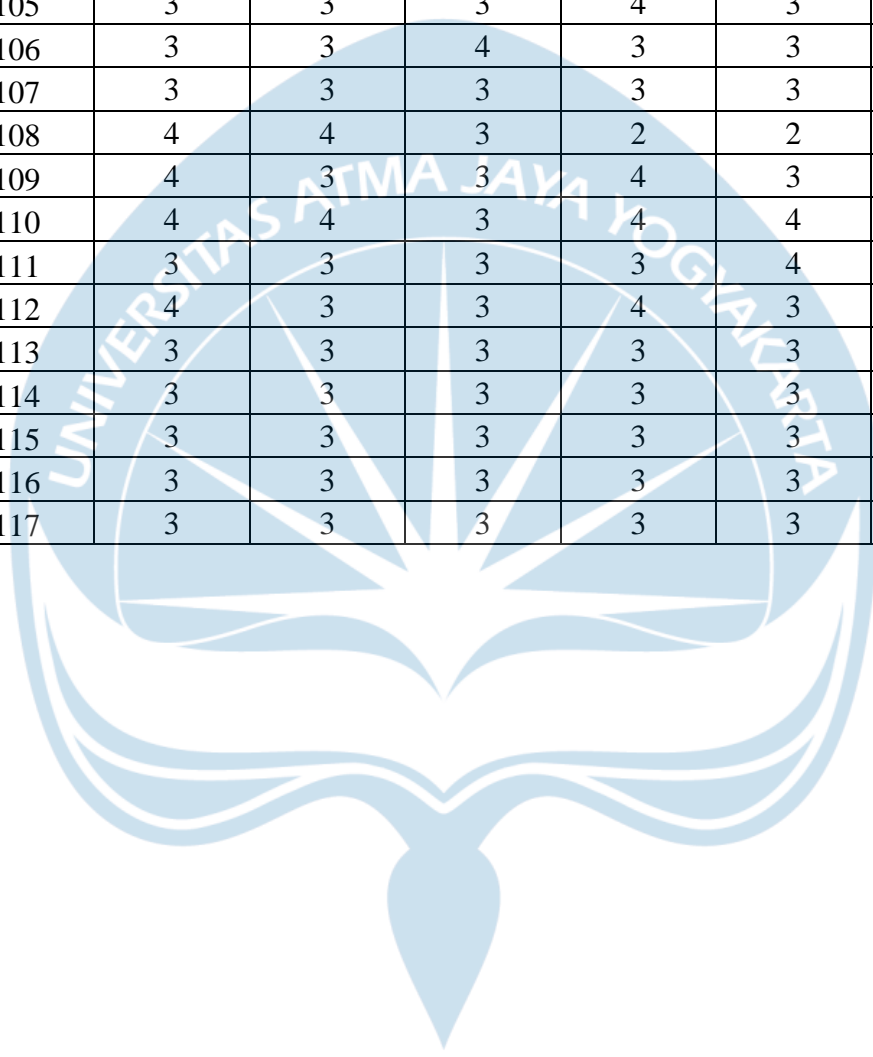 105 3 3 3 4 3
106 3 3 4 3 3
107 3 3 3 3 3
108 4 4 3 2 2
109 4 3 3 4 3
110 4 4 3 4 4
111 3 3 3 3 4
112 4 3 3 4 3
113 3 3 3 3 3
114 3 3 3 3 3
115 3 3 3 3 3
116 3 3 3 3 3
117 3 3 3 3 3
UNIVERSITAS ATMA JAYA YOGYAKARTA